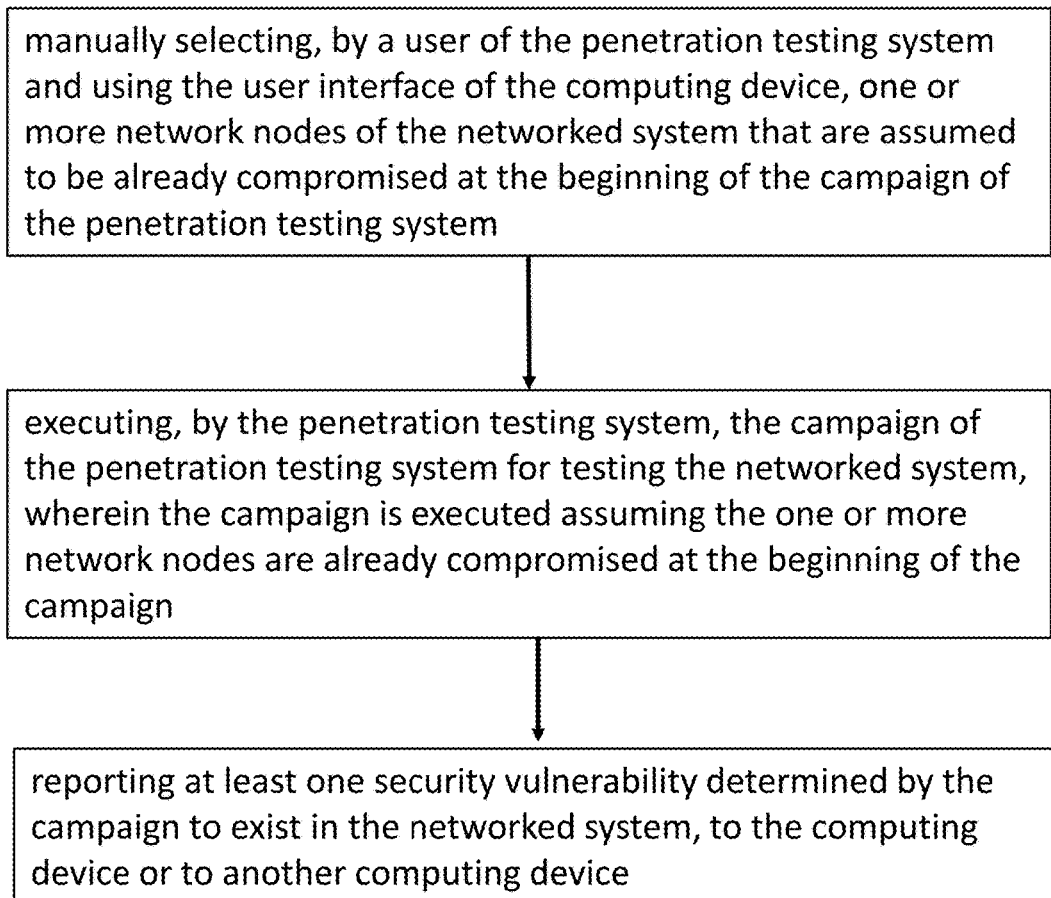 manually selecting, by a user of the penetration testing system
and using the user interface of the computing device, one or
more network nodes of the networked system that are assumed
to be already compromised at the beginning of the campaign of
the penetration testing system
executing, by the penetration testing system, the campaign of
the penetration testing system for testing the networked system,
wherein the campaign is executed assuming the one or more
network nodes are already compromised at the beginning of the
campaign
reporting at least one security vulnerability determined by the
campaign to exist in the networked system, to the computing
device or to another computing device